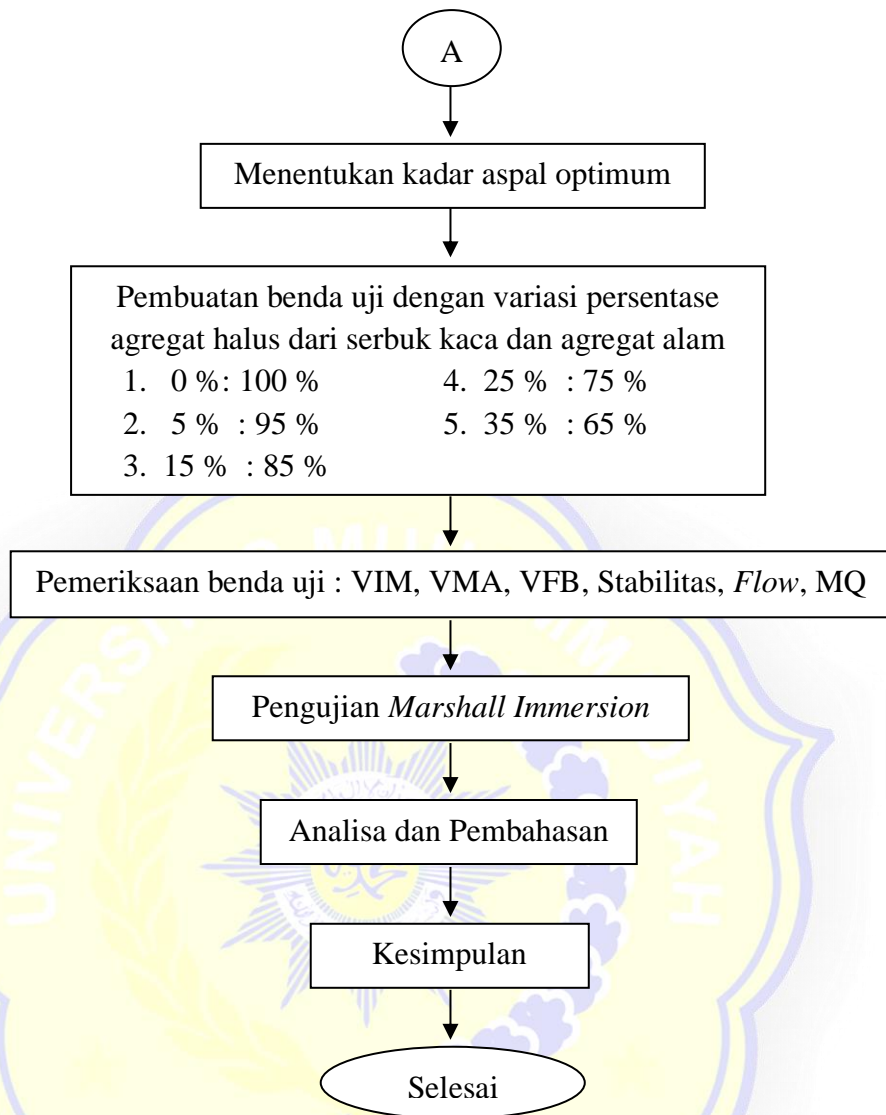 A
Menentukan kadar aspal optimum
Pembuatan benda uji dengan variasi persentase
agregat halus dari serbuk kaca dan agregat alam
1. 0 %: 100 %
2. 5 % : 95 %
3. 15 % : 85 %
4. 25 % : 75 %
5. 35 % : 65 %
Pemeriksaan benda uji : VIM, VMA, VFB, Stabilitas, Flow, MQ
Pengujian Marshall Immersion
Analisa dan Pembahasan
Kesimpulan
Selesai